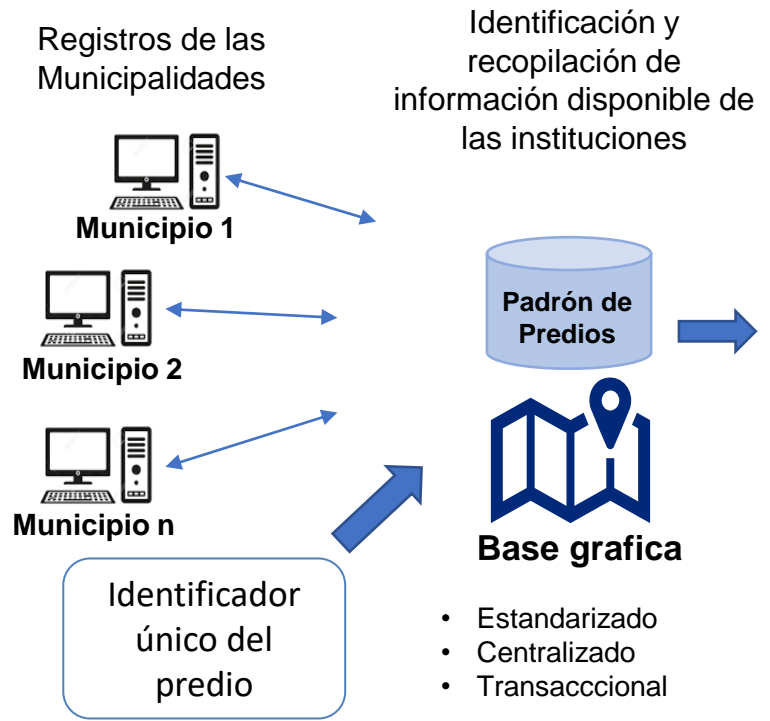 Registros de las
Municipalidades
Municipio 1
Municipio 2
Municipio n
Identificador
único del
predio
Identificación y
recopilación de
información disponible de
las instituciones
Padrón de
Predios
Base grafica
• Estandarizado
• Centralizado
• Transacccional